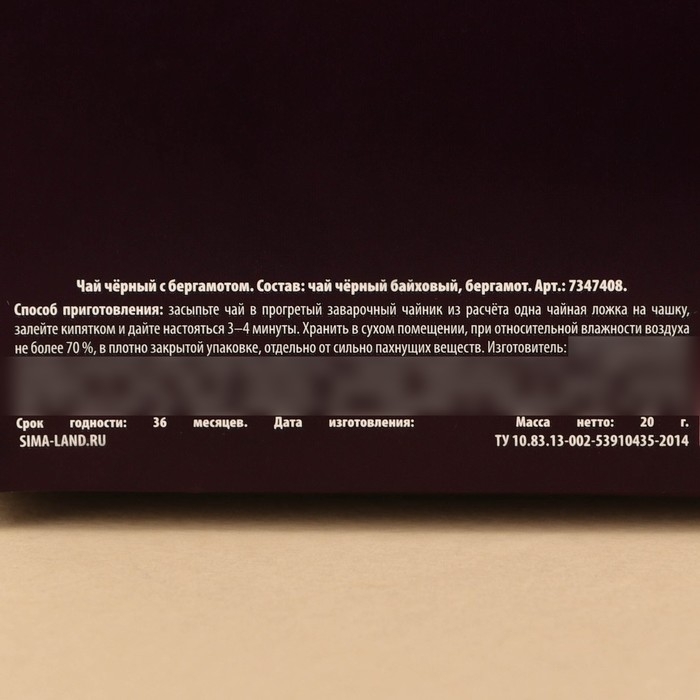 Чай чёрный с бергамотом. Состав: чай чёрный байховый, бергамот. Арт.: 7347408.
Способ приготовления: засыпьте чай в прогретый заварочный чайник из расчёта одна чайная ложка на чашку,
залейте кипятком и дайте настояться 3–4 минуты. Хранить в сухом помещении, при относительной влажности воздуха
не более 70 %, в плотно закрытой упаковке, отдельно от сильно пахнущих веществ. Изготовитель:
Срок годности: 36 месяцев. Дата изготовления: Масса нетто: 20 г.
SIMA-LAND.RU ТУ 10.83.13-002-53910435-2014